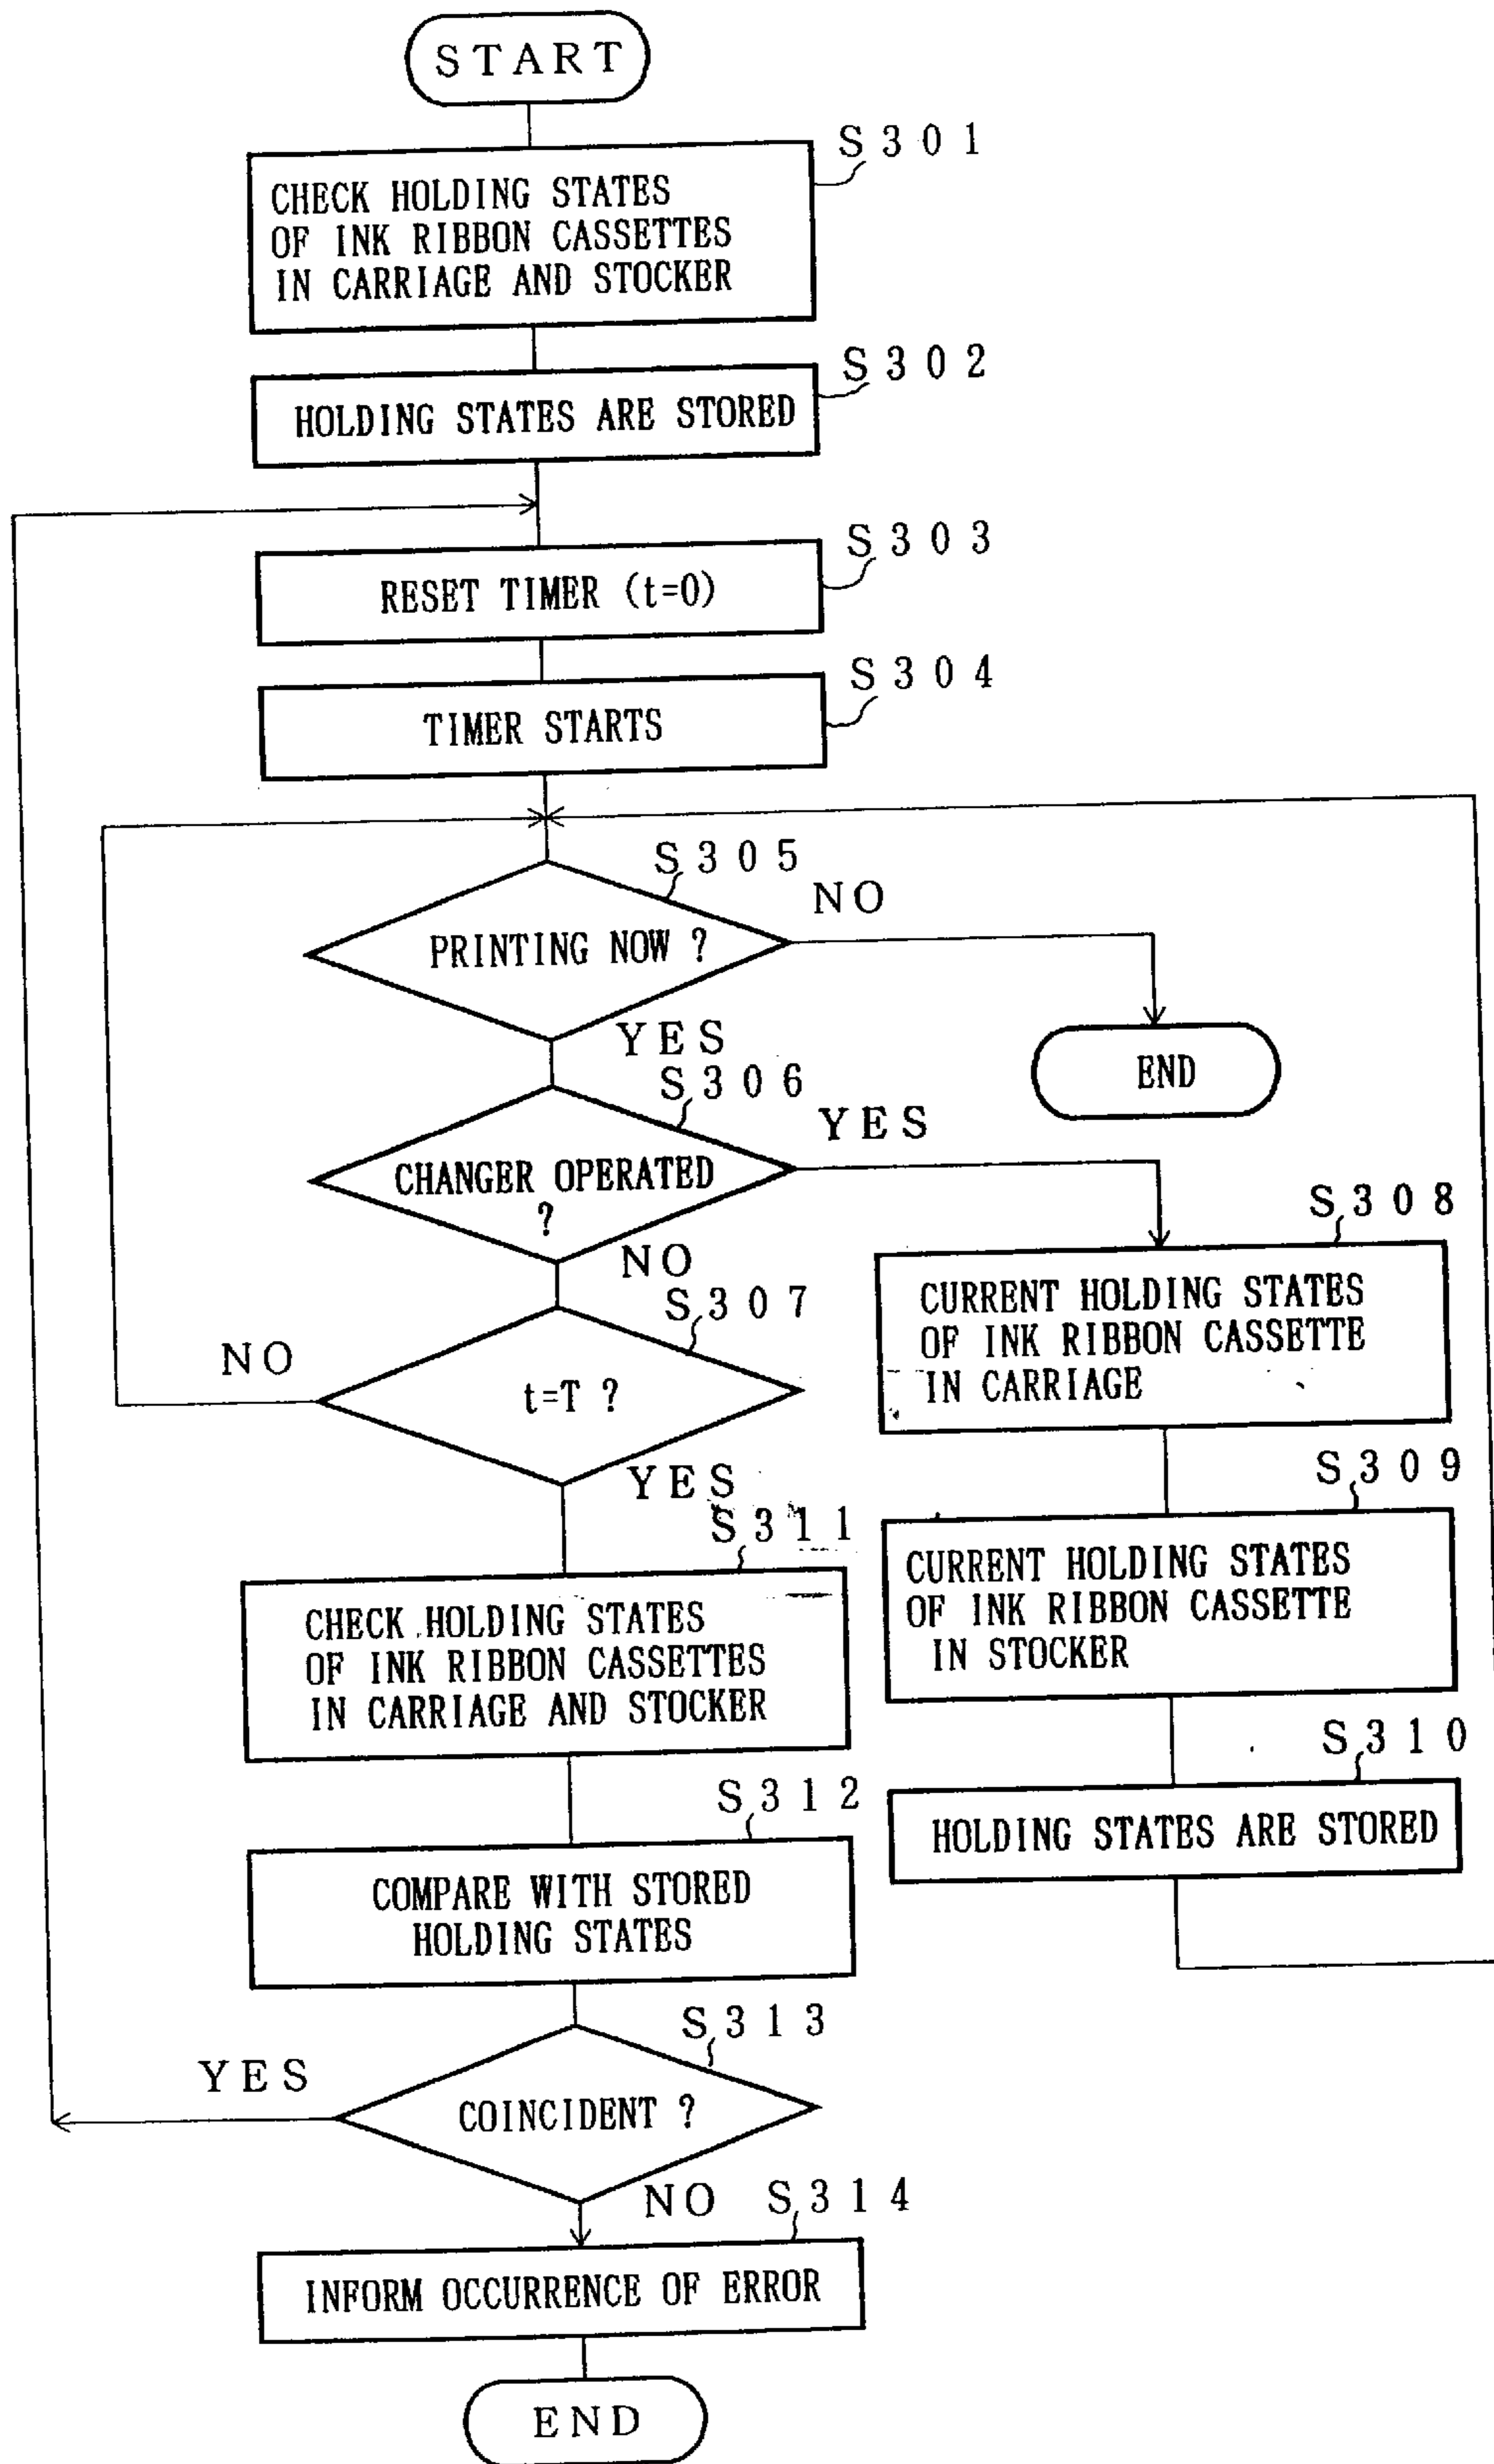 START
S301
CHECK HOLDING STATES
OF INK RIBBON CASSETTES
IN CARRIAGE AND STOCKER
S302
HOLDING STATES ARE STORED
S303
RESET TIMER (t=0)
S304
TIMER STARTS
S305
NO
PRINTING NOW ?
YES
END
S306
YES
CHANGER OPERATED
?
NO
S308
CURRENT HOLDING STATES
OF INK RIBBON CASSETTE
IN CARRIAGE
S307
NO
t=T ?
YES
S309
CURRENT HOLDING STATES
OF INK RIBBON CASSETTE
IN STOCKER
S311
CHECK HOLDING STATES
OF INK RIBBON CASSETTES
IN CARRIAGE AND STOCKER
S310
HOLDING STATES ARE STORED
S312
COMPARE WITH STORED
HOLDING STATES
S313
YES
COINCIDENT ?
NO
S314
INFORM OCCURRENCE OF ERROR
END